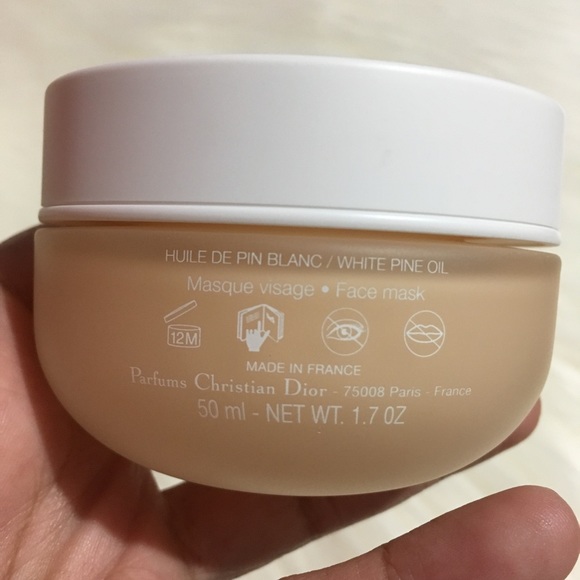 HUILE DE PIN BLANC / WHITE PINE OIL
Masque visage • Face mask
12M
MADE IN FRANCE
Parfums Christian Dior - 75008 Paris - France
50 ml - NET WT. 1.7 OZ